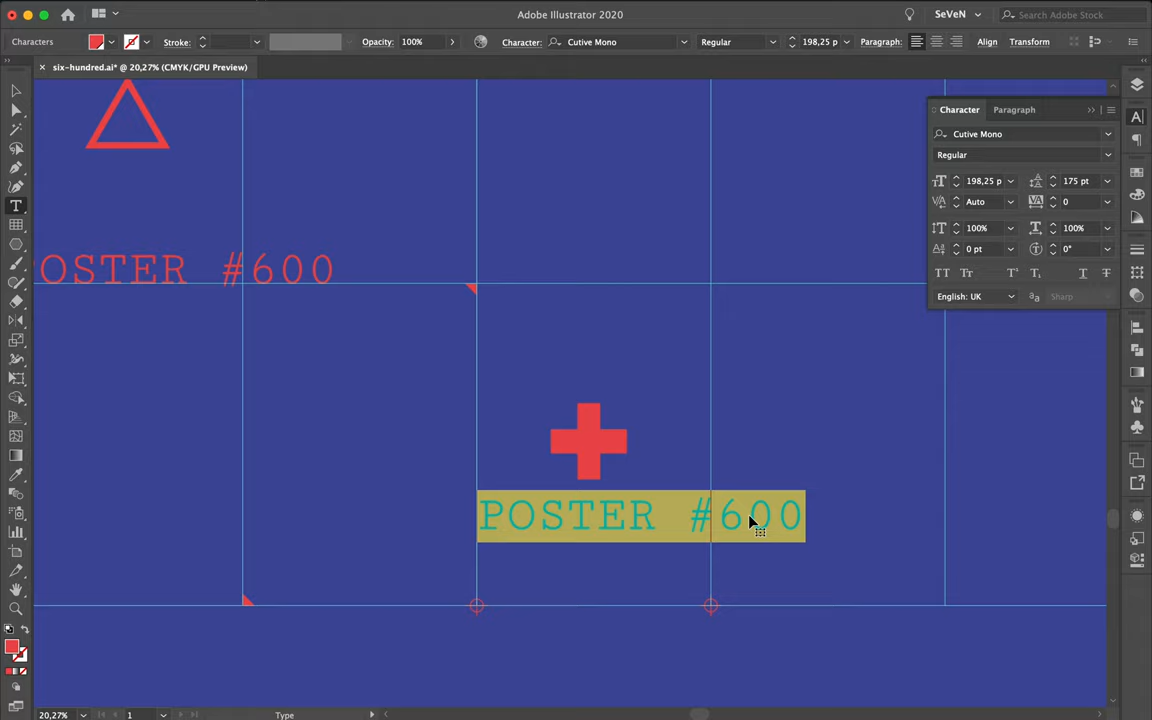 Adobe Illustrator 2020
SeVeN
Search Adobe Stock
Characters
Stroke:
Opacity:
100%
Character:
Cutive Mono
Regular
198,25 p
Paragraph:
Align
Transform
six-hundred.ai* @ 20,27% (CMYK/GPU Preview)
Character
Paragraph
Cutive Mono
Regular
198,25 p
175 pt
Auto
0
100%
100%
0 pt
0°
English: UK
Sharp
OSTER #600
POSTER #600
20,27%
1
Type